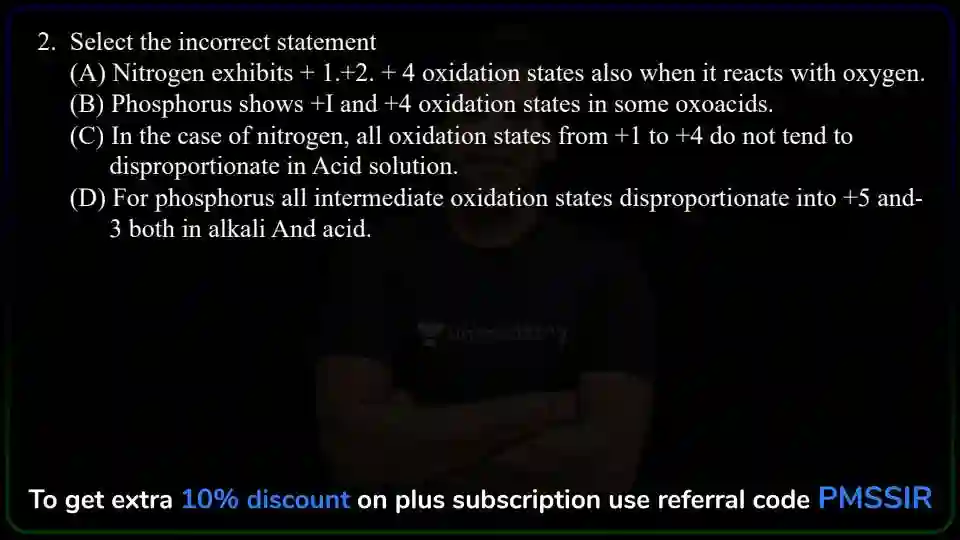 2. Select the incorrect statement
(A) Nitrogen exhibits + 1.+2. + 4 oxidation states also when it reacts with oxygen.
(B) Phosphorus shows +I and +4 oxidation states in some oxoacids.
(C) In the case of nitrogen, all oxidation states from +1 to +4 do not tend to
disproportionate in Acid solution.
(D) For phosphorus all intermediate oxidation states disproportionate into +5 and-
3 both in alkali And acid.
To get extra 10% discount on plus subscription use referral code PMSSIR